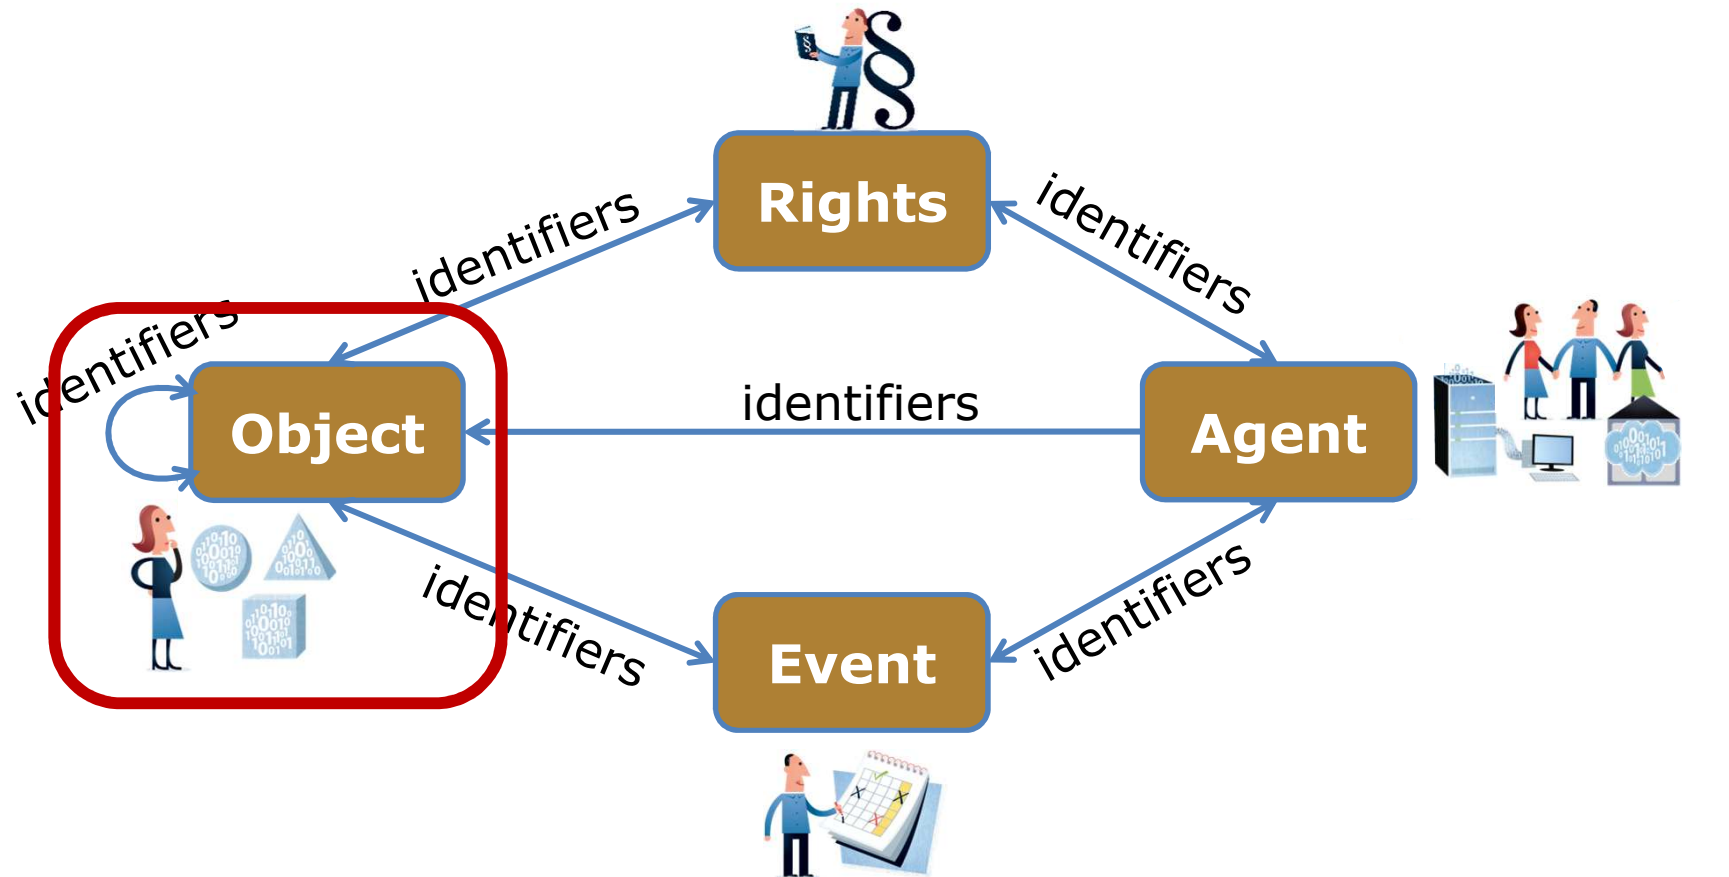 §
Rights
identifiers
identifiers
identifiers
identifiers
Object
Agent
identifiers
identifiers
Event